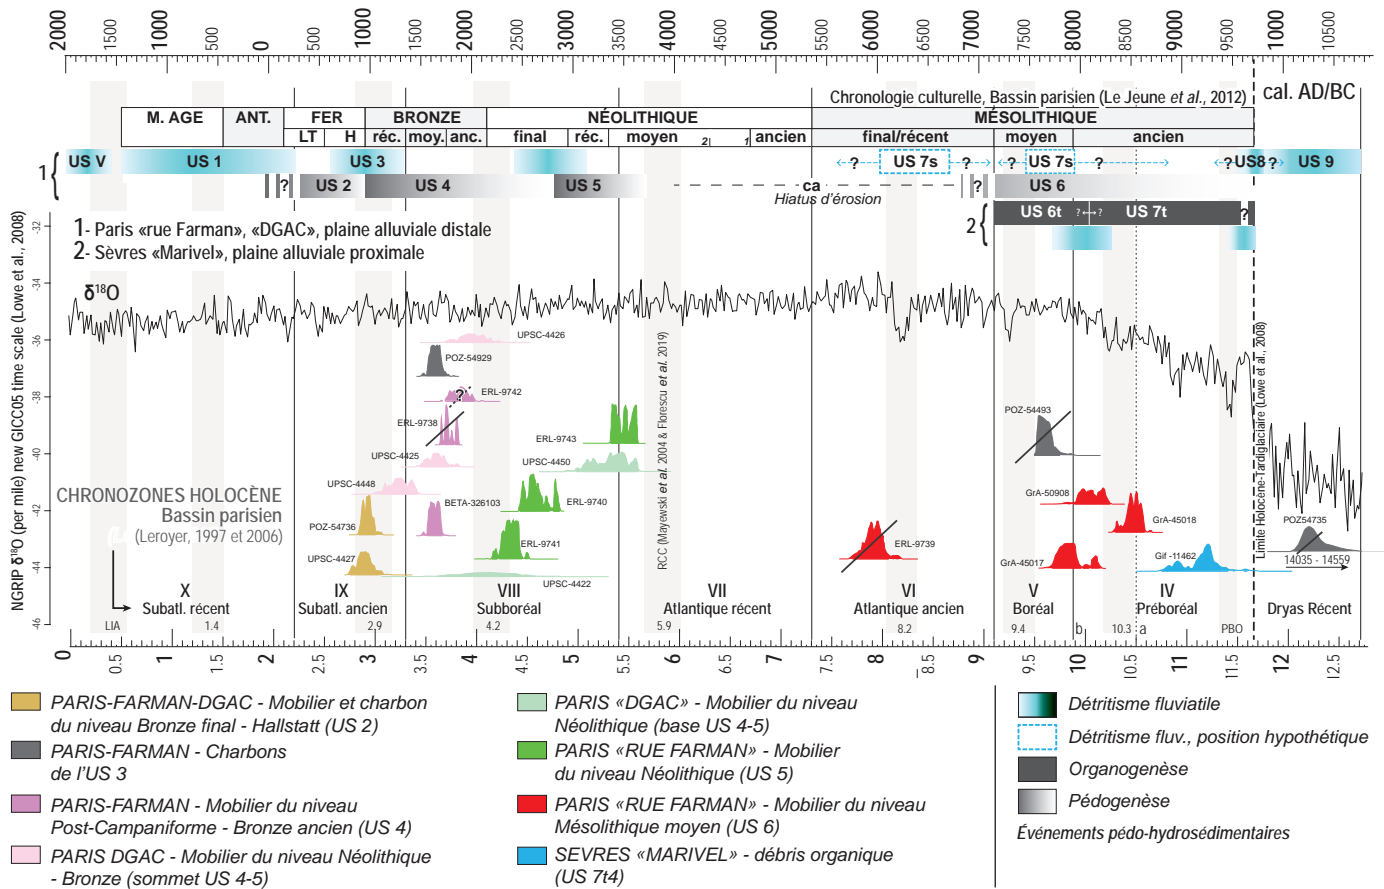 2000 1500 1000 500 0 500 1000 1500 2000 2500 3000 3500 4000 4500 5000 5500 6000 6500 7000 7500 8000 8500 9000 9500 1000 10500
cal. AD/BC
Chronologie culturelle, Bassin parisien (Le Jeune et al., 2012)
M. AGE ANT. FER BRONZE NÉOLITHIQUE MÉSOLITHIQUE
LT H réc. moy. anc. final réc. moyen 2| 1 ancien final/récent moyen ancien
1 { US V US 1 US 3 ? US 7s ? ? US 7s ? ? US8 ? US 9
? US 2 US 4 US 5 ca ? US 6
Hiatus d'érosion
2 { US 6t ?↔? US 7t ?
1- Paris «rue Farman», «DGAC», plaine alluviale distale
2- Sèvres «Marivel», plaine alluviale proximale
NGRIP δ18O (per mile) new GICC05 time scale (Lowe et al., 2008)
-32
-34
-36
-38
-40
-42
-44
-46
δ18O
UPSC-4426
POZ-54929
ERL-9742
?
ERL-9738
UPSC-4425
UPSC-4448
BETA-326103
POZ-54736
UPSC-4427
ERL-9743
UPSC-4450
ERL-9740
ERL-9741
UPSC-4422
RCC (Mayewski et al. 2004 & Florescu et al. 2019)
ERL-9739
POZ-54493
GrA-50908
GrA-45018
GrA-45017
Gif -11462
Limite Holocène-Tardiglaciaire (Lowe et al., 2008)
POZ54735
14035 - 14559
CHRONOZONES HOLOCÈNE
Bassin parisien
(Leroyer, 1997 et 2006)
X IX VIII VII VI V IV
Subatl. récent Subatl. ancien Subboréal Atlantique récent Atlantique ancien Boréal Préboréal Dryas Récent
LIA 1.4 2.9 4.2 5.9 8.2 9.4 b 10.3 a PBO
0 0.5 1 1.5 2 2.5 3 3.5 4 4.5 5 5.5 6 6.5 7 7.5 8 8.5 9 9.5 10 10.5 11 11.5 12 12.5
PARIS-FARMAN-DGAC - Mobilier et charbon
du niveau Bronze final - Hallstatt (US 2)
PARIS-FARMAN - Charbons
de l'US 3
PARIS-FARMAN - Mobilier du niveau
Post-Campaniforme - Bronze ancien (US 4)
PARIS DGAC - Mobilier du niveau Néolithique
- Bronze (sommet US 4-5)
PARIS «DGAC» - Mobilier du niveau
Néolithique (base US 4-5)
PARIS «RUE FARMAN» - Mobilier
du niveau Néolithique (US 5)
PARIS «RUE FARMAN» - Mobilier du niveau
Mésolithique moyen (US 6)
SEVRES «MARIVEL» - débris organique
(US 7t4)
Détritisme fluviatile
Détritisme fluv., position hypothétique
Organogenèse
Pédogenèse
Événements pédo-hydrosédimentaires